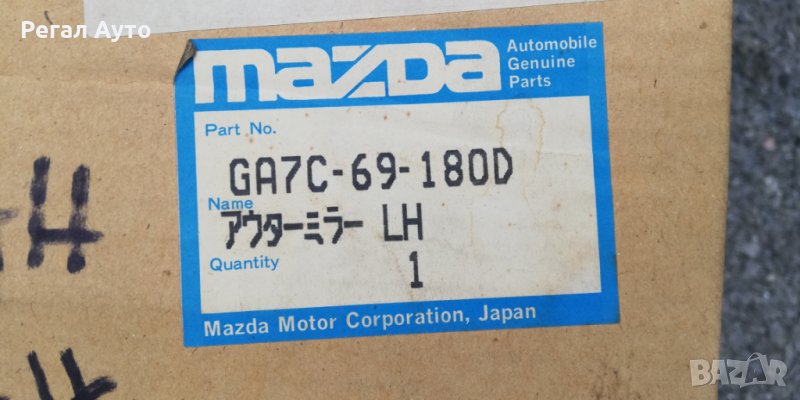 Регал Ауто
mazda
Automobile
Genuine
Parts
Part No.
GA7C-69-180D
Name
アウターミラー LH
Quantity
1
Mazda Motor Corporation, Japan
BAZAR